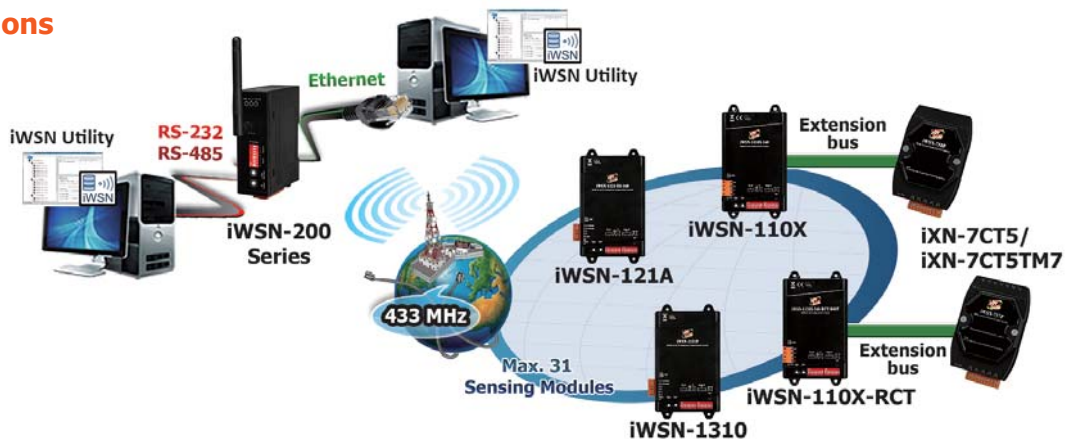 ons
iWSN Utility
RS-232
RS-485
iWSN
iWSN-200
Series
Ethernet
iWSN
iWSN Utility
433 MHz
Max. 31
Sensing Modules
iWSN-121A
iWSN-110X
Extension
bus
iXN-7CT5/
iXN-7CT5TM7
iWSN-1310
iWSN-110X-RCT
Extension
bus